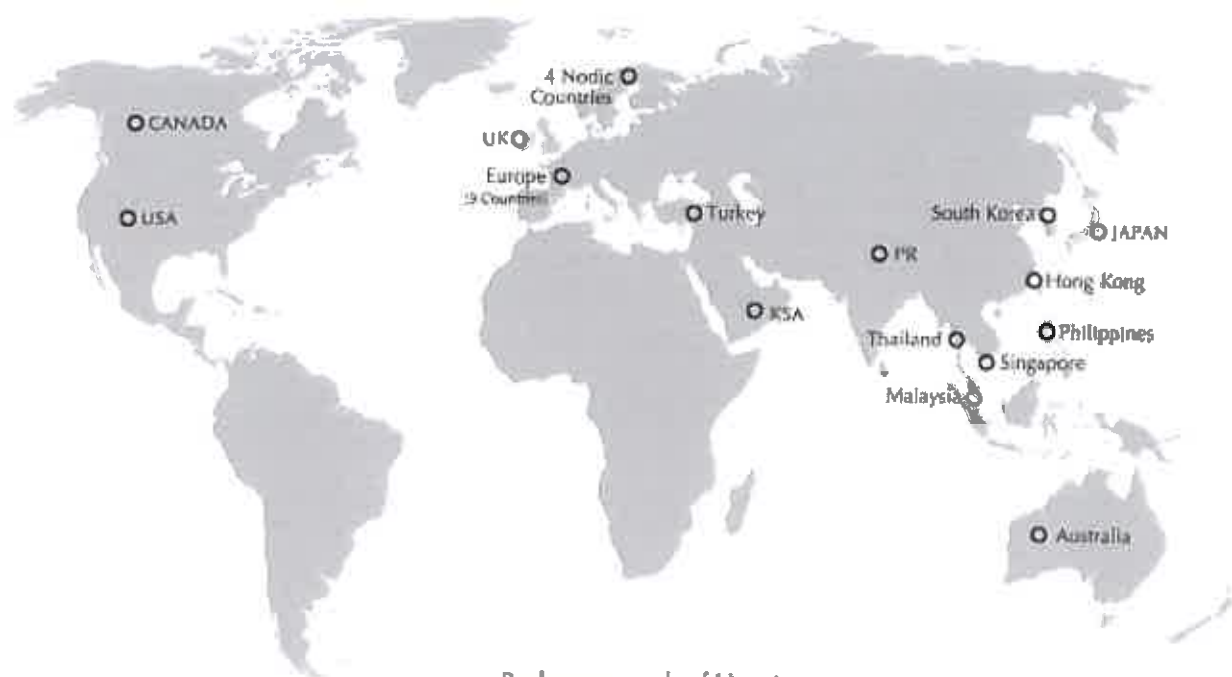 4 Nodic
Countries
CANADA
UK
Europe
9 Countries
USA
Turkey
South Korea
JAPAN
PR
Hong Kong
KSA
Philippines
Thailand
Singapore
Malaysia
Australia